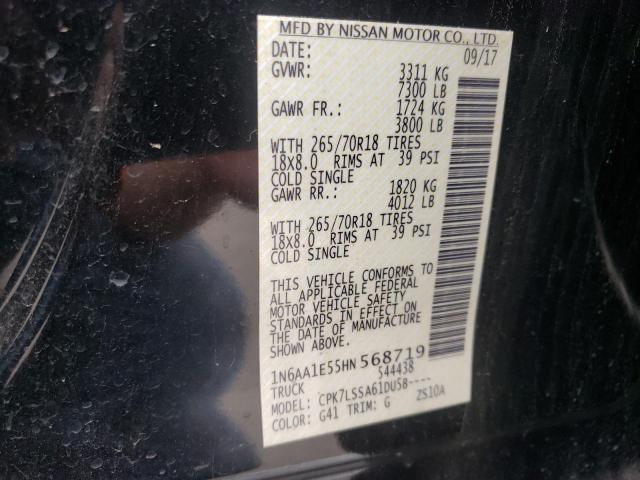 MFD BY NISSAN MOTOR CO., LTD.
DATE: 09/17
GVWR: 3311 KG
7300 LB
GAWR FR.: 1724 KG
3800 LB
WITH 265/70R18 TIRES
18X8.0 RIMS AT 39 PSI
COLD SINGLE
GAWR RR.: 1820 KG
4012 LB
WITH 265/70R18 TIRES
18X8.0 RIMS AT 39 PSI
COLD SINGLE
THIS VEHICLE CONFORMS TO
ALL APPLICABLE FEDERAL
MOTOR VEHICLE SAFETY
STANDARDS IN EFFECT ON
THE DATE OF MANUFACTURE
SHOWN ABOVE.
1N6AA1E55HN568719
TRUCK 544438
MODEL: CPK7LSSA61DU58----
COLOR: G41 TRIM: G ZS10A